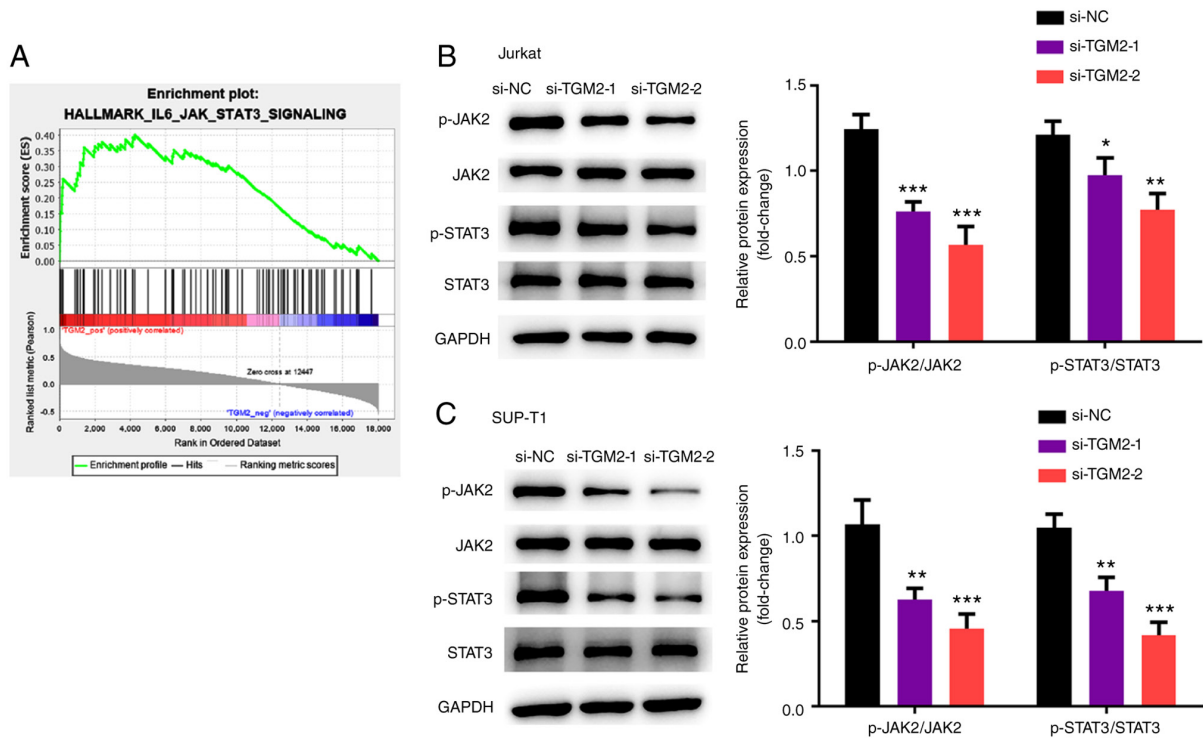 A
Enrichment plot:
HALLMARK_IL6_JAK_STAT3_SIGNALING
Enrichment score (ES)
0.40
0.35
0.30
0.25
0.20
0.15
0.10
0.05
0.00
'TGM2_pos' (positively correlated)
Ranked list metric (Pearson)
1.0
0.5
0.0
-0.5
Zero cross at 12447
'TGM2_neg' (negatively correlated)
0 2,000 4,000 6,000 8,000 10,000 12,000 14,000 16,000 18,000
Rank in Ordered Dataset
Enrichment profile Hits Ranking metric scores
B
Jurkat
si-NC si-TGM2-1 si-TGM2-2
p-JAK2
JAK2
p-STAT3
STAT3
GAPDH
si-NC
si-TGM2-1
si-TGM2-2
Relative protein expression
(fold-change)
1.5
1.0
0.5
0.0
*** *** * **
p-JAK2/JAK2 p-STAT3/STAT3
C
SUP-T1
si-NC si-TGM2-1 si-TGM2-2
p-JAK2
JAK2
p-STAT3
STAT3
GAPDH
si-NC
si-TGM2-1
si-TGM2-2
Relative protein expression
(fold-change)
1.5
1.0
0.5
0.0
** *** ** ***
p-JAK2/JAK2 p-STAT3/STAT3